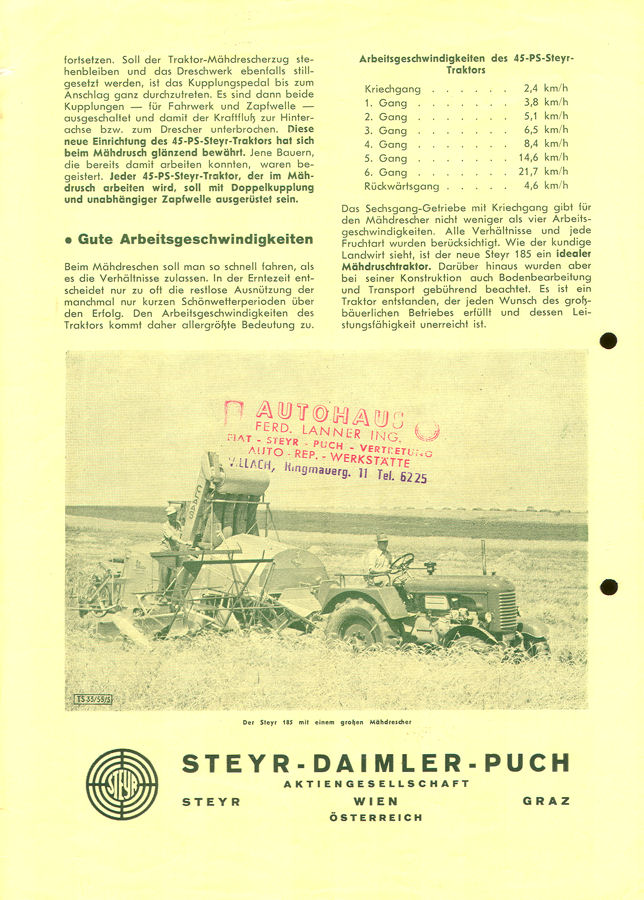 fortsetzen. Soll der Traktor-Mähdrescherzug ste-
henbleiben und das Dreschwerk ebenfalls still-
gesetzt werden, ist das Kupplungspedal bis zum
Anschlag ganz durchzutreten. Es sind dann beide
Kupplungen — für Fahrwerk und Zapfwelle —
ausgeschaltet und damit der Kraftfluß zur Hinter-
achse bzw. zum Drescher unterbrochen. Diese
neue Einrichtung des 45-PS-Steyr-Traktors hat sich
beim Mähdrusch glänzend bewährt. Jene Bauern,
die bereits damit arbeiten konnten, waren be-
geistert. Jeder 45-PS-Steyr-Traktor, der im Mäh-
drusch arbeiten wird, soll mit Doppelkupplung
und unabhängiger Zapfwelle ausgerüstet sein.
● Gute Arbeitsgeschwindigkeiten
Beim Mähdreschen soll man so schnell fahren, als
es die Verhältnisse zulassen. In der Erntezeit ent-
scheidet nur zu oft die restlose Ausnützung der
manchmal nur kurzen Schönwetterperioden über
den Erfolg. Den Arbeitsgeschwindigkeiten des
Traktors kommt daher allergrößte Bedeutung zu.
Arbeitsgeschwindigkeiten des 45-PS-Steyr-
Traktors
Kriechgang . . . . . . 2,4 km/h
1. Gang . . . . . . . 3,8 km/h
2. Gang . . . . . . . 5,1 km/h
3. Gang . . . . . . . 6,5 km/h
4. Gang . . . . . . . 8,4 km/h
5. Gang . . . . . . . 14,6 km/h
6. Gang . . . . . . . 21,7 km/h
Rückwärtsgang . . . . . 4,6 km/h
Das Sechsgang-Getriebe mit Kriechgang gibt für
den Mähdrescher nicht weniger als vier Arbeits-
geschwindigkeiten. Alle Verhältnisse und jede
Fruchtart wurden berücksichtigt. Wie der kundige
Landwirt sieht, ist der neue Steyr 185 ein idealer
Mähdruschtraktor. Darüber hinaus wurden aber
bei seiner Konstruktion auch Bodenbearbeitung
und Transport gebührend beachtet. Es ist ein
Traktor entstanden, der jeden Wunsch des groß-
bäuerlichen Betriebes erfüllt und dessen Lei-
stungsfähigkeit unerreicht ist.
AUTOHAUS
FERD. LANNER ING.
FIAT - STEYR - PUCH - VERTRETUNG
AUTO - REP. - WERKSTÄTTE
VILLACH, Ringmauerg. 11 Tel. 6225
CLAAS
TS 33/55/5
Der Steyr 185 mit einem großen Mähdrescher
STEYR
STEYR-DAIMLER-PUCH
AKTIENGESELLSCHAFT
STEYR WIEN GRAZ
ÖSTERREICH